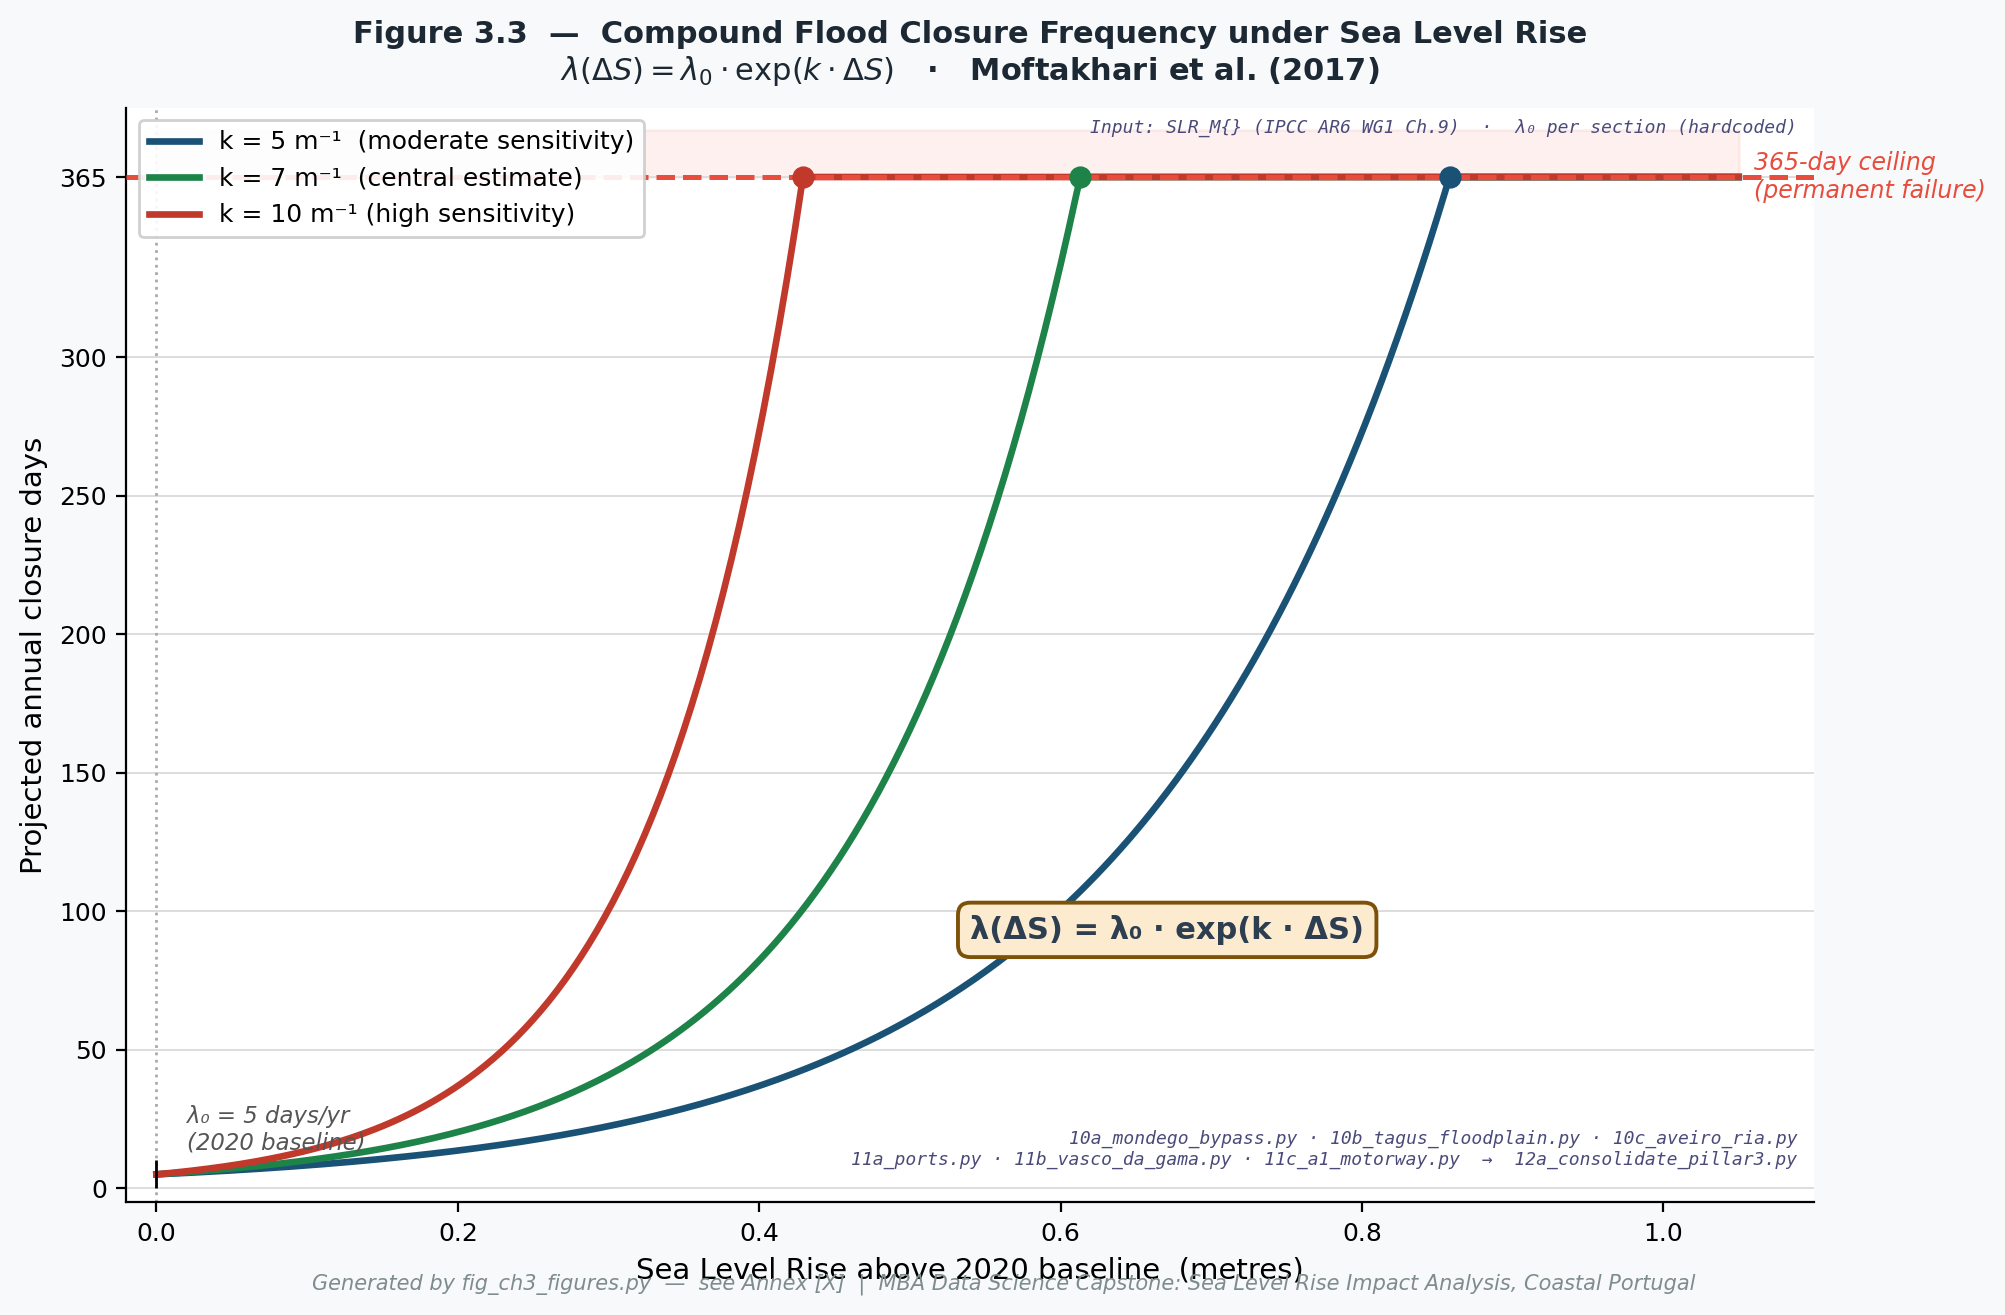 Figure 3.3 — Compound Flood Closure Frequency under Sea Level Rise
λ(ΔS) = λ₀ · exp(k · ΔS) · Moftakhari et al. (2017)
Input: SLR_M{} (IPCC AR6 WG1 Ch.9) · λ₀ per section (hardcoded)
k = 5 m⁻¹ (moderate sensitivity)
k = 7 m⁻¹ (central estimate)
k = 10 m⁻¹ (high sensitivity)
365-day ceiling
(permanent failure)
365
300
250
200
150
100
50
0
Projected annual closure days
λ(ΔS) = λ₀ · exp(k · ΔS)
λ₀ = 5 days/yr
(2020 baseline)
10a_mondego_bypass.py · 10b_tagus_floodplain.py · 10c_aveiro_ria.py
11a_ports.py · 11b_vasco_da_gama.py · 11c_a1_motorway.py → 12a_consolidate_pillar3.py
0.0 0.2 0.4 0.6 0.8 1.0
Sea Level Rise above 2020 baseline (metres)
Generated by fig_ch3_figures.py — see Annex [X] | MBA Data Science Capstone: Sea Level Rise Impact Analysis, Coastal Portugal